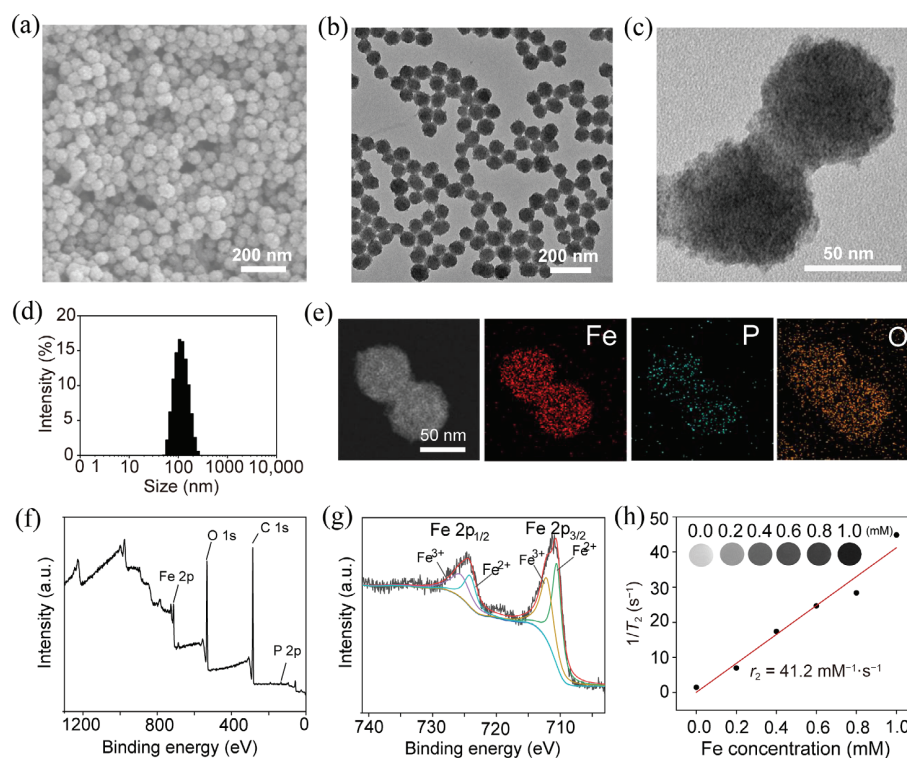 (a)
200 nm
(b)
200 nm
(c)
50 nm
(d)
Intensity (%)
20
15
10
5
0
0 1 10 100 1000 10,000
Size (nm)
(e)
50 nm
Fe
P
O
(f)
Intensity (a.u.)
O 1s
C 1s
Fe 2p
P 2p
1200 800 400 0
Binding energy (eV)
(g)
Intensity (a.u.)
Fe 2p1/2
Fe 2p3/2
Fe3+
Fe2+
Fe3+
Fe2+
740 730 720 710
Binding energy (eV)
(h)
1/T2 (s−1)
50
40
30
20
10
0
0.0 0.2 0.4 0.6 0.8 1.0 (mM)
r2 = 41.2 mM−1·s−1
0.0 0.2 0.4 0.6 0.8 1.0
Fe concentration (mM)